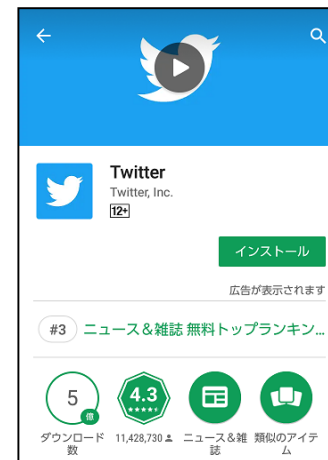 Twitter
Twitter, Inc.
12+
インストール
広告が表示されます
#3 ニュース＆雑誌 無料トップランキン...
5
億
4.3
ダウンロード
数
11,428,730
ニュース＆雑
誌
類似のアイテ
ム